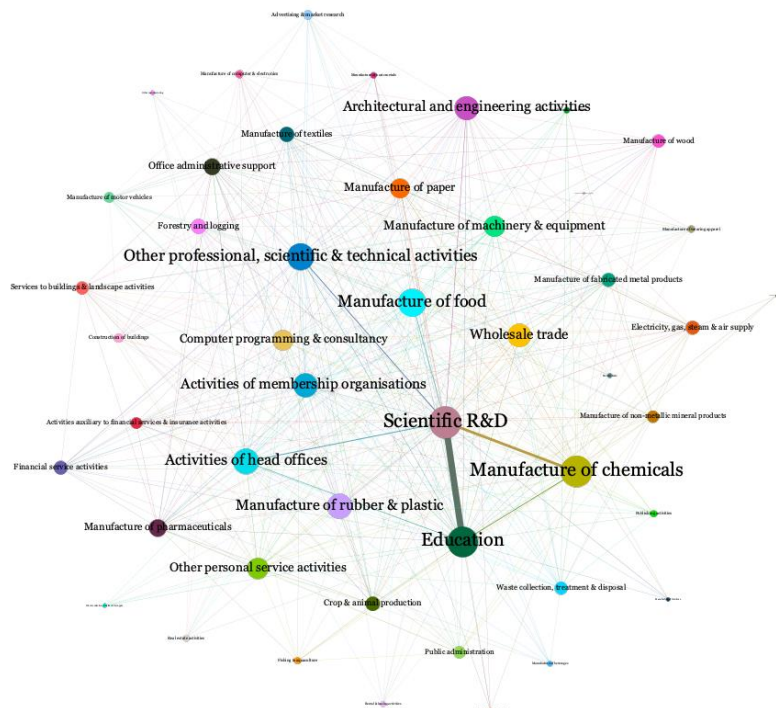 Advertising & market research
Manufacture of computer & electronics
Architectural and engineering activities
Manufacture of textiles
Manufacture of wood
Office administrative support
Manufacture of paper
Manufacture of motor vehicles
Forestry and logging
Manufacture of machinery & equipment
Other professional, scientific & technical activities
Manufacture of fabricated metal products
Services to buildings & landscape activities
Manufacture of food
Electricity, gas, steam & air supply
Construction of buildings
Computer programming & consultancy
Wholesale trade
Activities of membership organisations
Manufacture of non-metallic mineral products
Activities auxiliary to financial services & insurance activities
Scientific R&D
Financial service activities
Activities of head offices
Manufacture of chemicals
Manufacture of rubber & plastic
Manufacture of pharmaceuticals
Education
Other personal service activities
Waste collection, treatment & disposal
Crop & animal production
Public administration